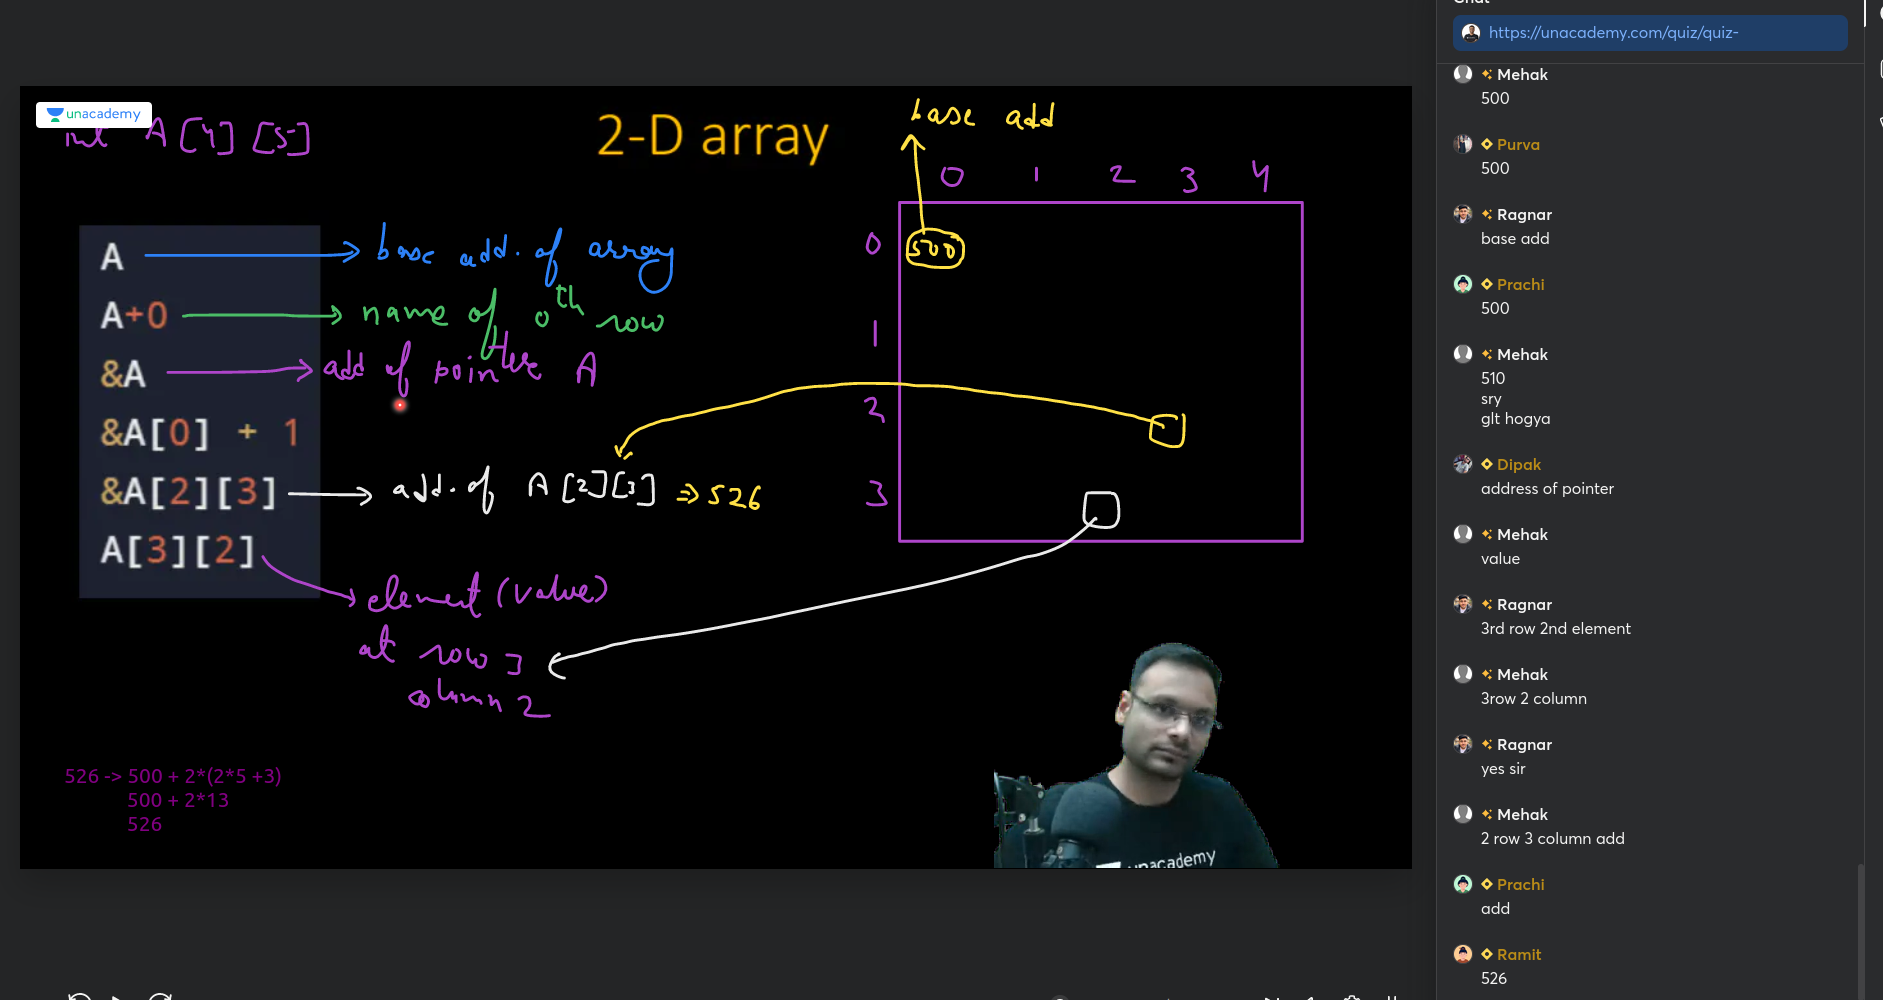 unacademy
int A[4][5]
2-D array
base add
0 1 2 3 4
0
500
1
2
3
A
base add. of array
A+0
name of 0th row
&A
add of pointer A
&A[0] + 1
&A[2][3]
add. of A[2][3] ⇒ 526
A[3][2]
element (value)
at row 3
column 2
526 -> 500 + 2*(2*5 +3)
500 + 2*13
526
unacademy
Chat
https://unacademy.com/quiz/quiz-
Mehak
500
Purva
500
Ragnar
base add
Prachi
500
Mehak
510
sry
glt hogya
Dipak
address of pointer
Mehak
value
Ragnar
3rd row 2nd element
Mehak
3row 2 column
Ragnar
yes sir
Mehak
2 row 3 column add
Prachi
add
Ramit
526